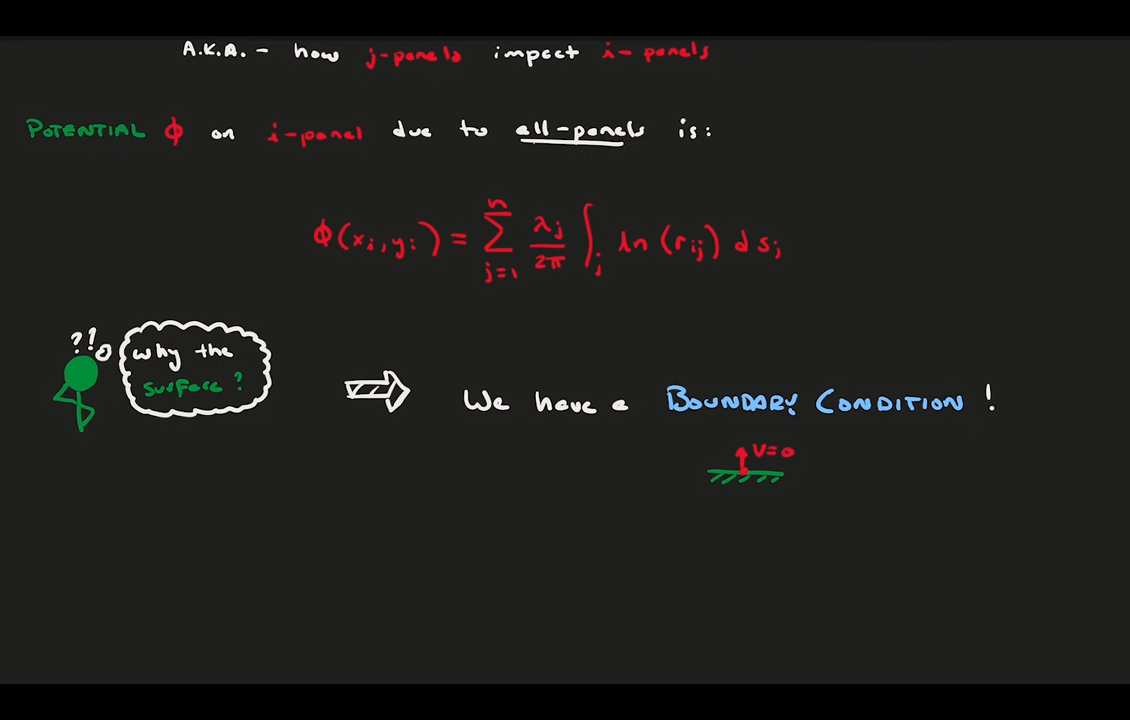 A.K.A. - how j-panels impact i-panels
POTENTIAL ϕ on i-panel due to all-panels is:
ϕ(xᵢ,yᵢ) = ∑ⱼ₌₁ⁿ λⱼ/2π ∫ⱼ ln(rᵢⱼ) dsⱼ
?!
why the
surface?
We have a BOUNDARY CONDITION!
V=0